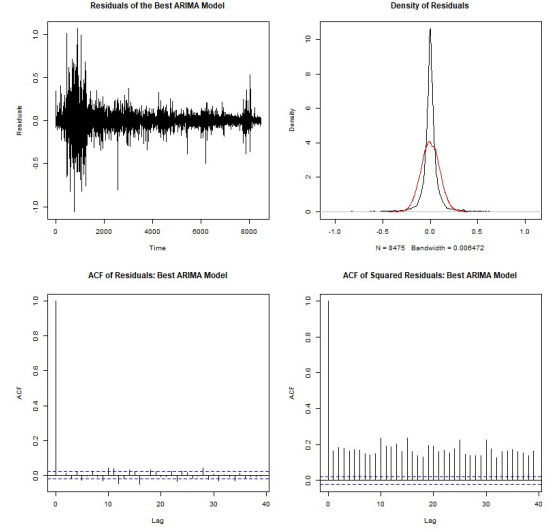 Residuals of the Best ARIMA Model
Residuals
1.0
0.5
0.0
-0.5
-1.0
0 2000 4000 6000 8000
Time
Density of Residuals
Density
10
8
6
4
2
0
-1.0 -0.5 0.0 0.5 1.0
N = 8475 Bandwidth = 0.006472
ACF of Residuals: Best ARIMA Model
ACF
1.0
0.8
0.6
0.4
0.2
0.0
0 10 20 30 40
Lag
ACF of Squared Residuals: Best ARIMA Model
ACF
1.0
0.8
0.6
0.4
0.2
0.0
0 10 20 30 40
Lag